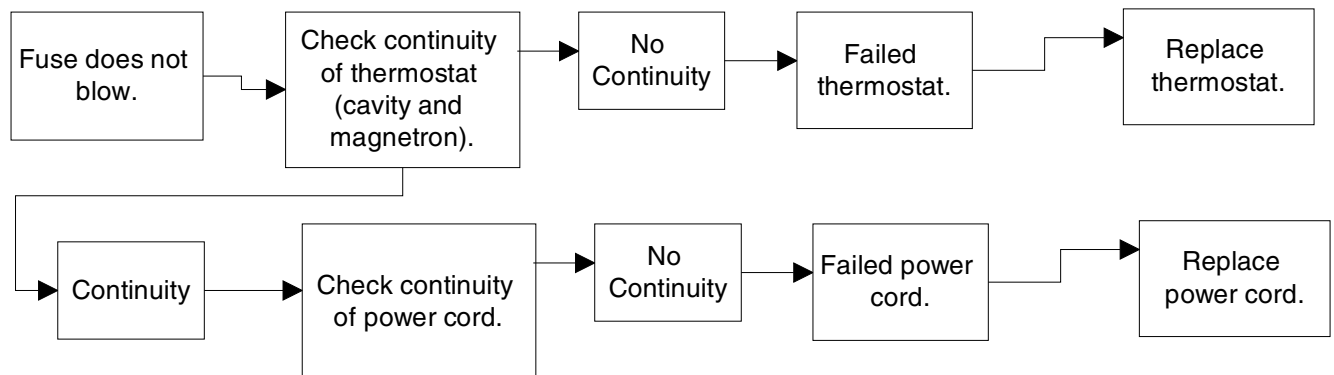 Fuse does not
blow.
Check continuity
of thermostat
(cavity and
magnetron).
No
Continuity
Failed
thermostat.
Replace
thermostat.
Continuity
Check continuity
of power cord.
No
Continuity
Failed power
cord.
Replace
power cord.